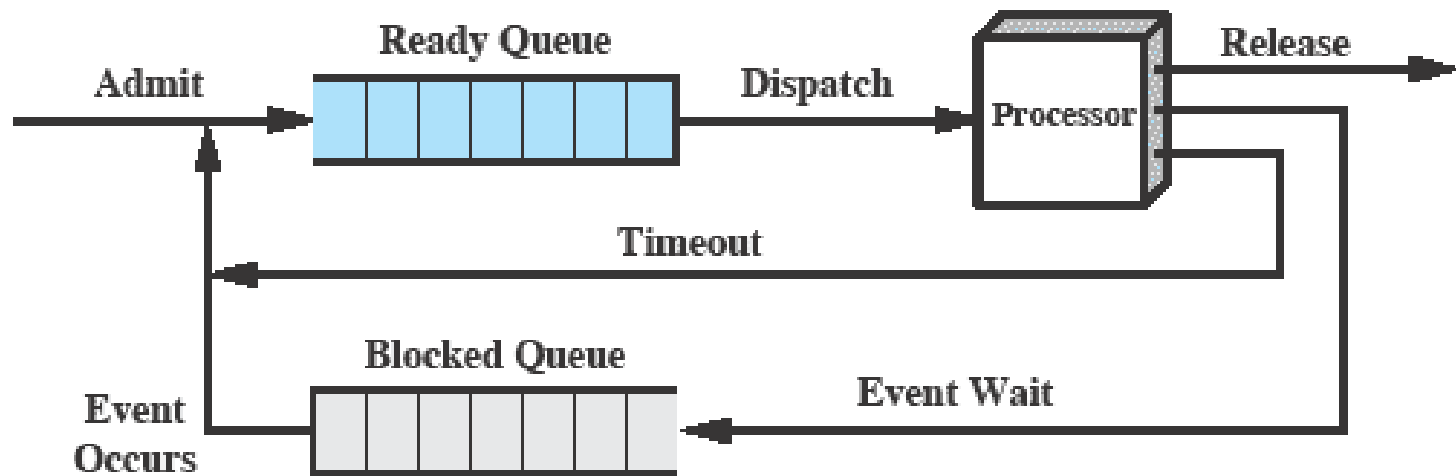 Ready Queue
Release
Admit
Dispatch
Processor
Timeout
Blocked Queue
Event Wait
Event
Occurs